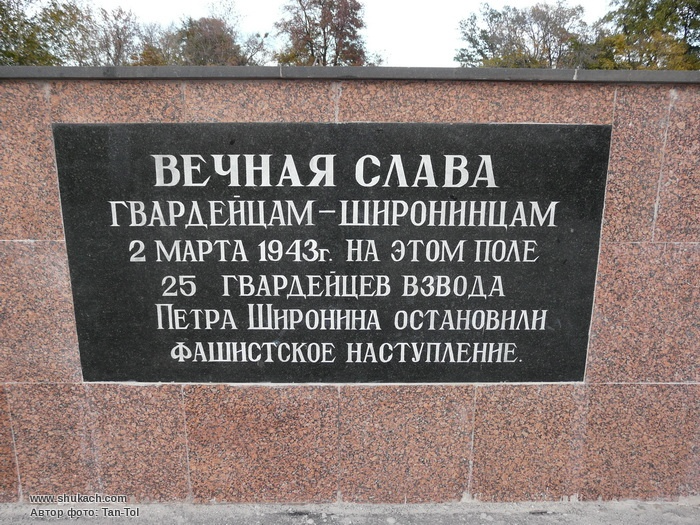 ВЕЧНАЯ СЛАВА
ГВАРДЕЙЦАМ-ШИРОНИНЦАМ
2 МАРТА 1943г. НА ЭТОМ ПОЛЕ
25 ГВАРДЕЙЦЕВ ВЗВОДА
ПЕТРА ШИРОНИНА ОСТАНОВИЛИ
ФАШИСТСКОЕ НАСТУПЛЕНИЕ.
www.shukach.com
Автор фото: Tan-Tol